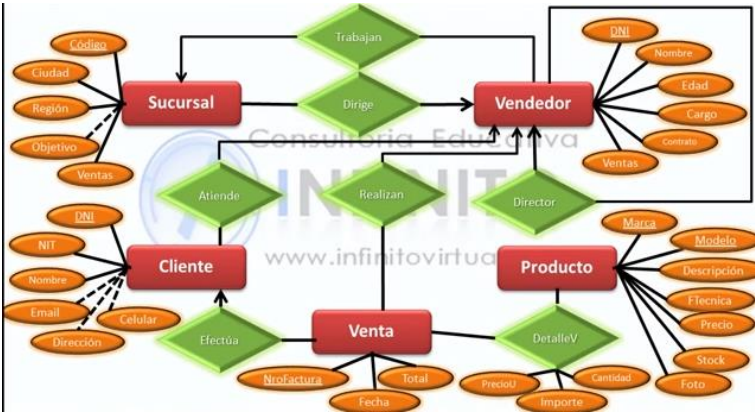 Trabajan
Código
DNI
Nombre
Ciudad
Sucursal
Dirige
Vendedor
Edad
Región
Cargo
Objetivo
Contrato
Consultoria Educativa
Ventas
Ventas
Atiende
Realizan
Director
INFINITO
DNI
Marca
NIT
Modelo
www.infinitovirtua
Cliente
Producto
Descripción
Nombre
FTecnica
Email
Celular
Precio
Dirección
Efectúa
Venta
DetalleV
Stock
NroFactura
Total
PrecioU
Cantidad
Foto
Fecha
Importe